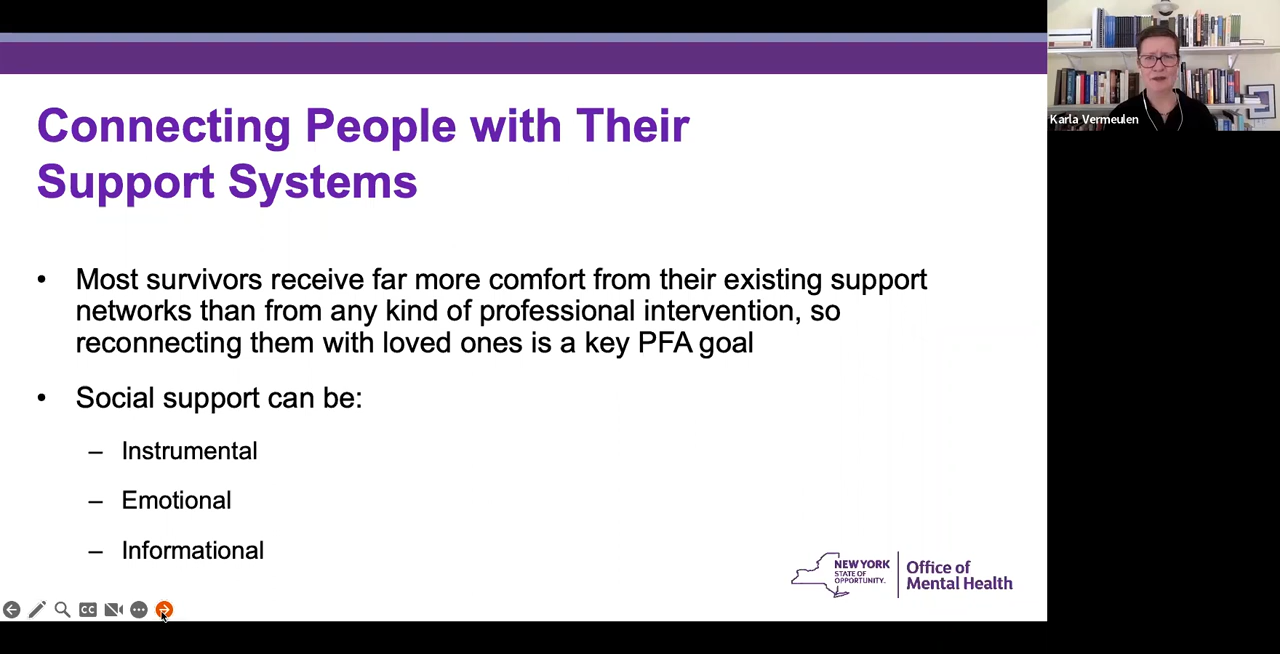 Connecting People with Their
Support Systems
• Most survivors receive far more comfort from their existing support
networks than from any kind of professional intervention, so
reconnecting them with loved ones is a key PFA goal
• Social support can be:
– Instrumental
– Emotional
– Informational
NEW YORK
STATE OF
OPPORTUNITY.
Office of
Mental Health
CC
Karla Vermeulen